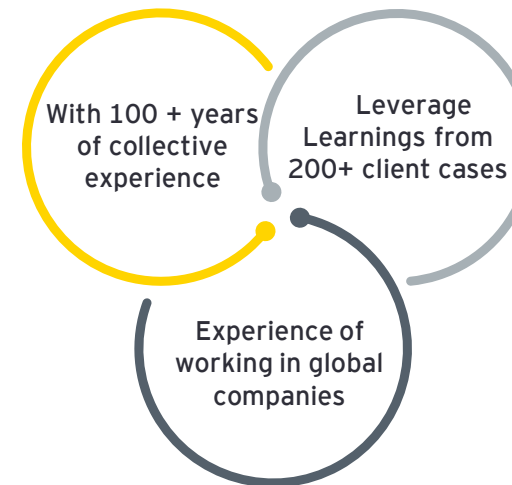 With 100 + years
of collective
experience
Leverage
Learnings from
200+ client cases
Experience of
working in global
companies